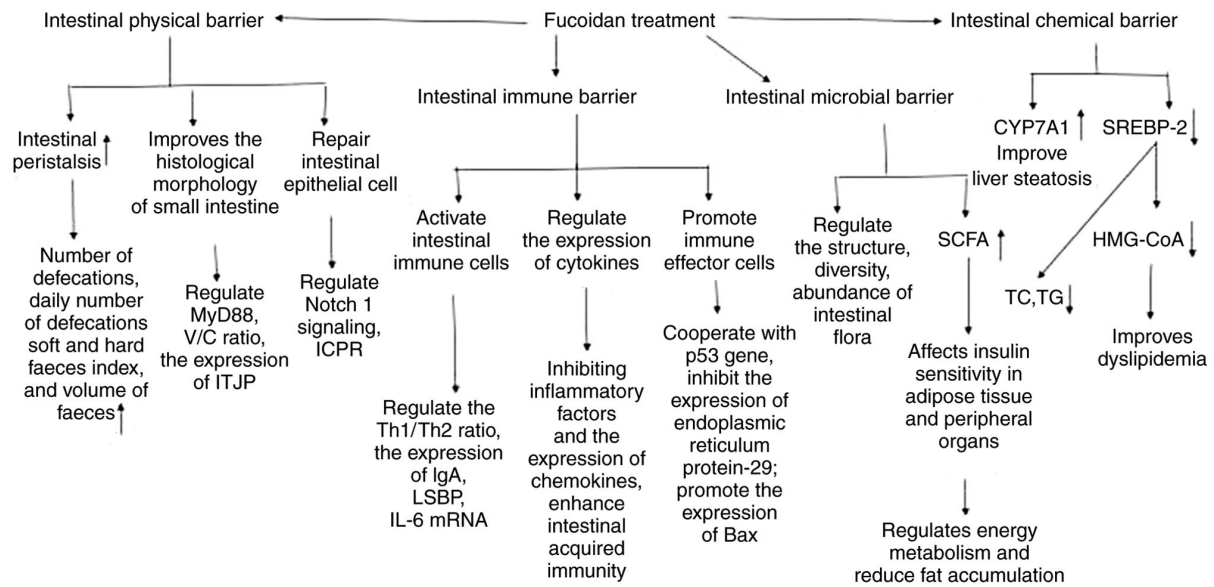 Intestinal physical barrier
Fucoidan treatment
Intestinal chemical barrier
Intestinal immune barrier
Intestinal microbial barrier
Intestinal
peristalsis
Improves the
histological
morphology
of small intestine
Repair
intestinal
epithelial cell
CYP7A1
Improve
liver steatosis
SREBP-2
Number of
defecations,
daily number
of defecations
soft and hard
faeces index,
and volume of
faeces
Regulate
MyD88,
V/C ratio,
the expression
of ITJP
Regulate
Notch 1
signaling,
ICPR
Activate
intestinal
immune cells
Regulate
the expression
of cytokines
Promote
immune
effector cells
Regulate
the structure,
diversity,
abundance of
intestinal
flora
SCFA
HMG-CoA
TC,TG
Improves
dyslipidemia
Regulate the
Th1/Th2 ratio,
the expression
of IgA,
LSBP,
IL-6 mRNA
Inhibiting
inflammatory
factors
and the
expression of
chemokines,
enhance
intestinal
acquired
immunity
Cooperate with
p53 gene,
inhibit the
expression of
endoplasmic
reticulum
protein-29;
promote the
expression
of Bax
Affects insulin
sensitivity in
adipose tissue
and peripheral
organs
Regulates energy
metabolism and
reduce fat accumulation